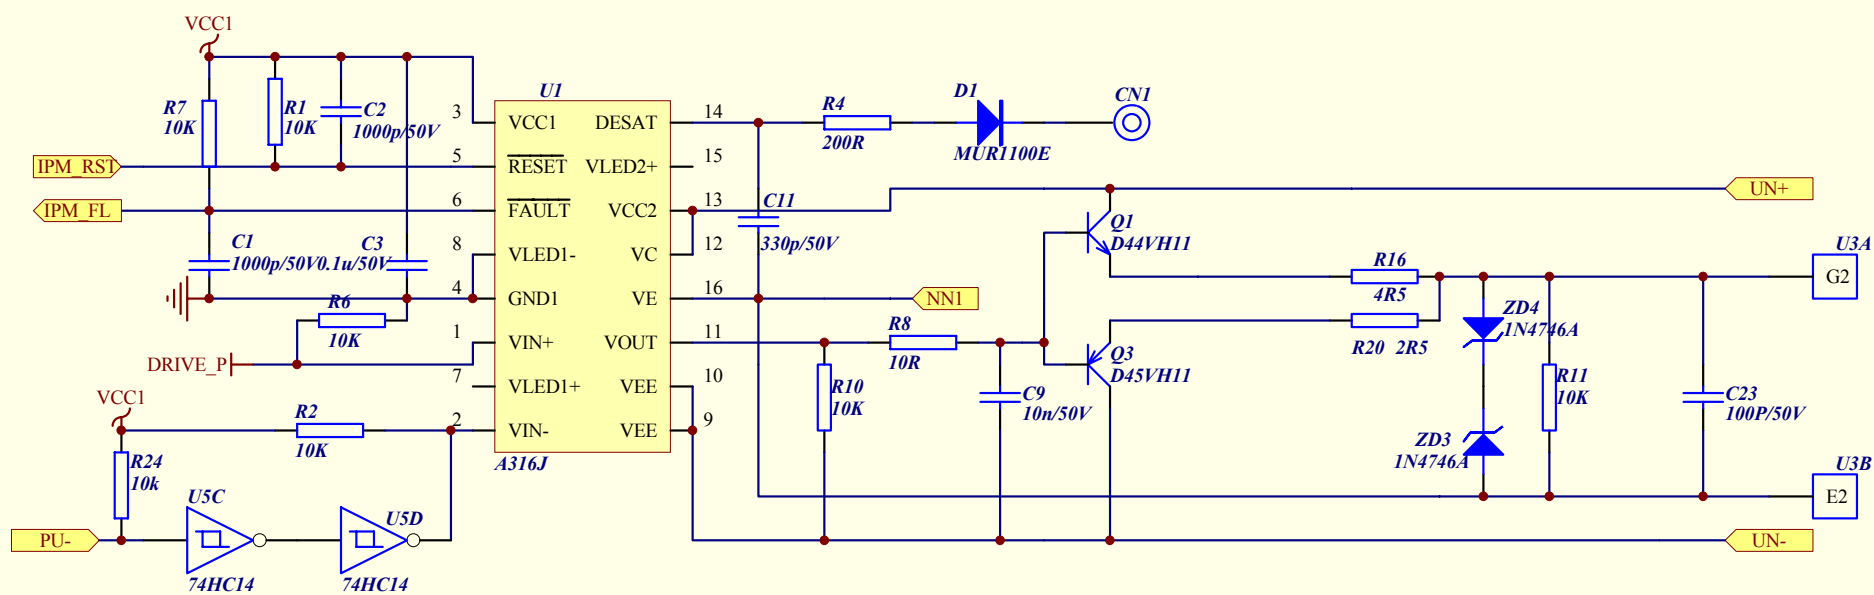 VCC1
R7
10K
R1
10K
C2
1000p/50V
IPM_RST
IPM_FL
C1
1000p/50V
C3
0.1u/50V
R6
10K
DRIVE_P
VCC1
R2
10K
R24
10k
PU-
U5C
74HC14
U5D
74HC14
U1
3 VCC1 DESAT 14
5 RESET VLED2+ 15
6 FAULT VCC2 13
8 VLED1- VC 12
4 GND1 VE 16
1 VIN+ VOUT 11
7 VLED1+ VEE 10
2 VIN- VEE 9
A316J
R4
200R
D1
MUR1100E
CN1
C11
330p/50V
NN1
R8
10R
R10
10K
C9
10n/50V
Q1
D44VH11
Q3
D45VH11
R16
4R5
R20 2R5
ZD4
1N4746A
ZD3
1N4746A
R11
10K
C23
100P/50V
UN+
U3A
G2
U3B
E2
UN-